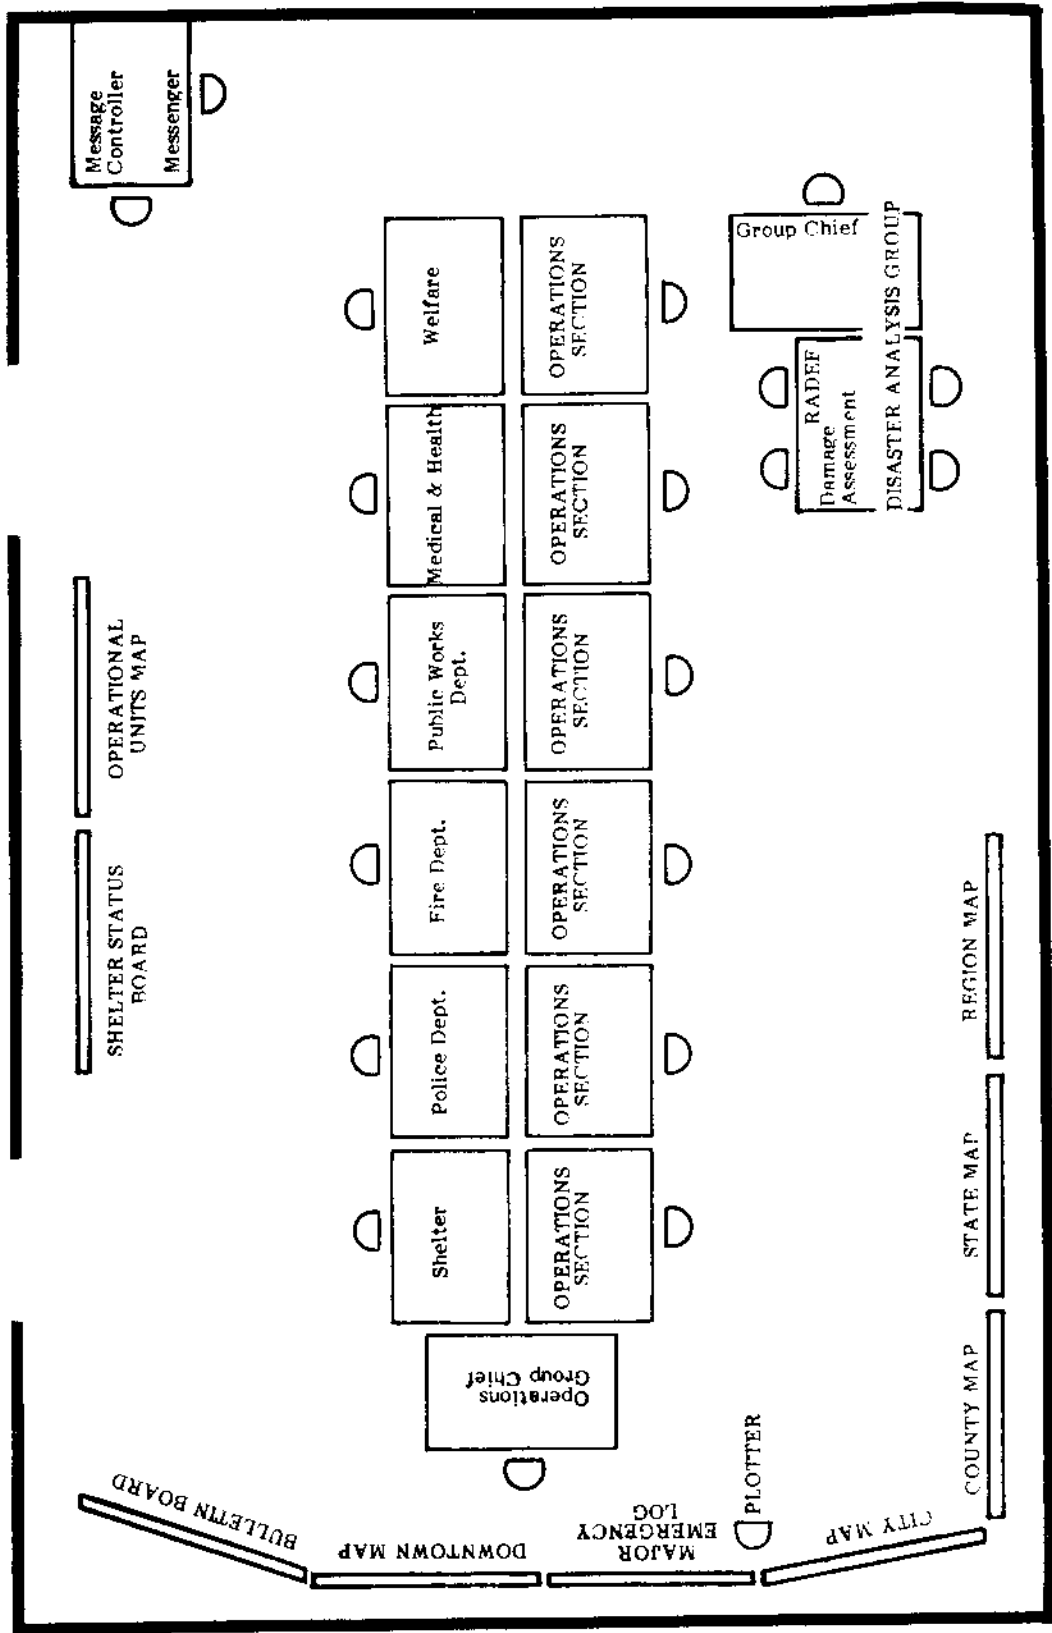 Message
Controller
Messenger
Welfare
OPERATIONS
SECTION
Group Chief
RADEF
Damage
Assessment
DISASTER ANALYSIS GROUP
Medical & Health
OPERATIONS
SECTION
OPERATIONAL
UNITS MAP
Public Works
Dept.
OPERATIONS
SECTION
Fire Dept.
OPERATIONS
SECTION
SHELTER STATUS
BOARD
REGION MAP
Police Dept.
OPERATIONS
SECTION
STATE MAP
Shelter
OPERATIONS
SECTION
Operations
Group Chief
COUNTY MAP
BULLETIN BOARD
DOWNTOWN MAP
MAJOR
EMERGENCY
LOG
PLOTTER
CITY MAP